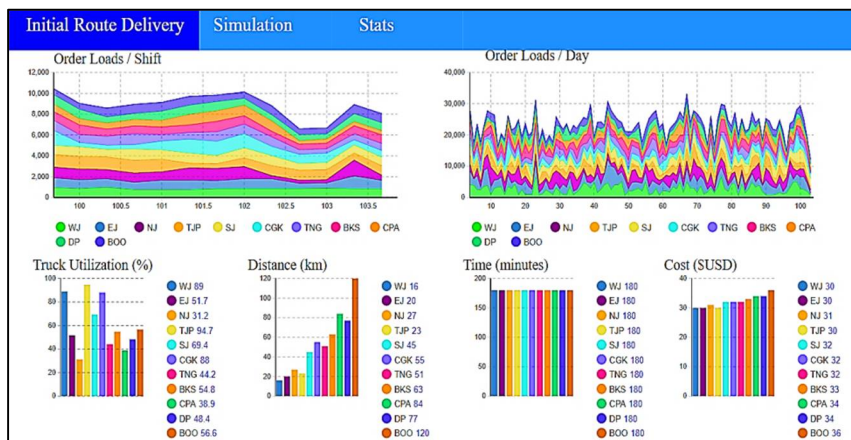 Initial Route Delivery Simulation Stats
Order Loads / Shift
12,000
10,000
8,000
6,000
4,000
2,000
0
100 100.5 101 101.5 102 102.5 103 103.5
WJ EJ NJ TJP SJ CGK TNG BKS CPA
DP BOO
Order Loads / Day
40,000
30,000
20,000
10,000
0
10 20 30 40 50 60 70 80 90 100
WJ EJ NJ TJP SJ CGK TNG BKS CPA
DP BOO
Truck Utilization (%)
100
80
60
40
20
0
WJ 89
EJ 51.7
NJ 31.2
TJP 94.7
SJ 69.4
CGK 88
TNG 44.2
BKS 54.8
CPA 38.9
DP 48.4
BOO 56.6
Distance (km)
120
100
80
60
40
20
0
WJ 16
EJ 20
NJ 27
TJP 23
SJ 45
CGK 55
TNG 51
BKS 63
CPA 84
DP 77
BOO 120
Time (minutes)
200
150
100
50
0
WJ 180
EJ 180
NJ 180
TJP 180
SJ 180
CGK 180
TNG 180
BKS 180
CPA 180
DP 180
BOO 180
Cost (SUSD)
40
30
20
10
0
WJ 30
EJ 30
NJ 31
TJP 30
SJ 32
CGK 32
TNG 32
BKS 33
CPA 34
DP 34
BOO 36